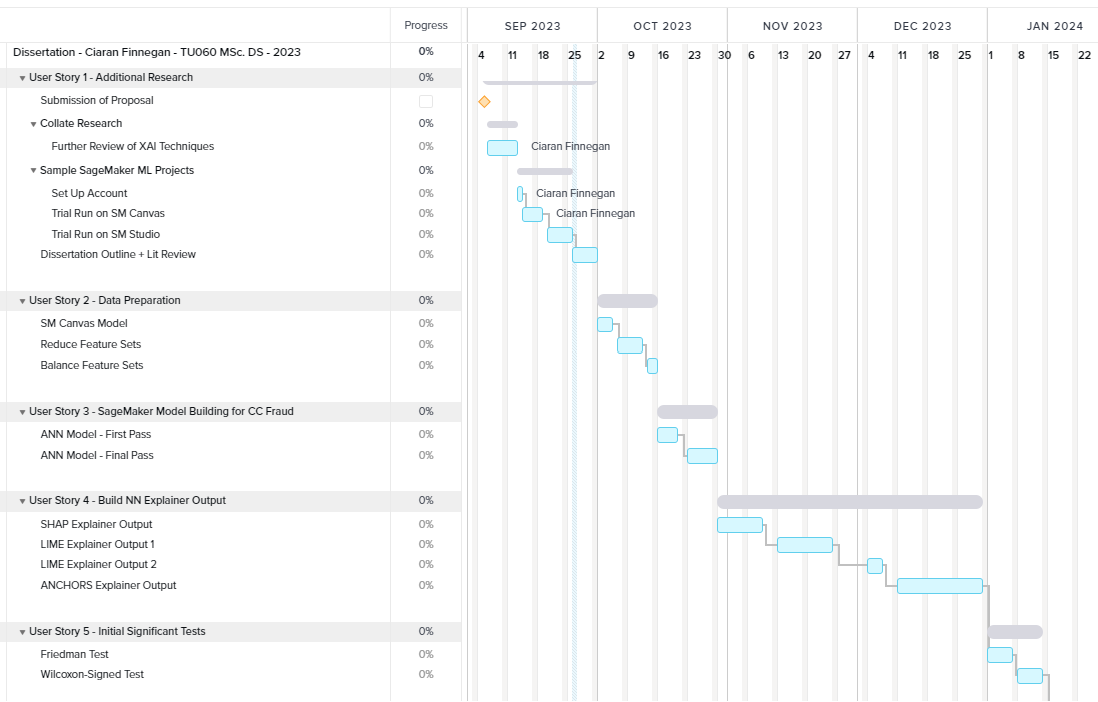 Progress SEP 2023 OCT 2023 NOV 2023 DEC 2023 JAN 2024
Dissertation - Ciaran Finnegan - TU060 MSc. DS - 2023 0% 4 11 18 25 2 9 16 23 30 6 13 20 27 4 11 18 25 1 8 15 22
User Story 1 - Additional Research 0%
Submission of Proposal
Collate Research 0%
Further Review of XAI Techniques 0% Ciaran Finnegan
Sample SageMaker ML Projects 0%
Set Up Account 0% Ciaran Finnegan
Trial Run on SM Canvas 0% Ciaran Finnegan
Trial Run on SM Studio 0%
Dissertation Outline + Lit Review 0%
User Story 2 - Data Preparation 0%
SM Canvas Model 0%
Reduce Feature Sets 0%
Balance Feature Sets 0%
User Story 3 - SageMaker Model Building for CC Fraud 0%
ANN Model - First Pass 0%
ANN Model - Final Pass 0%
User Story 4 - Build NN Explainer Output 0%
SHAP Explainer Output 0%
LIME Explainer Output 1 0%
LIME Explainer Output 2 0%
ANCHORS Explainer Output 0%
User Story 5 - Initial Significant Tests 0%
Friedman Test 0%
Wilcoxon-Signed Test 0%